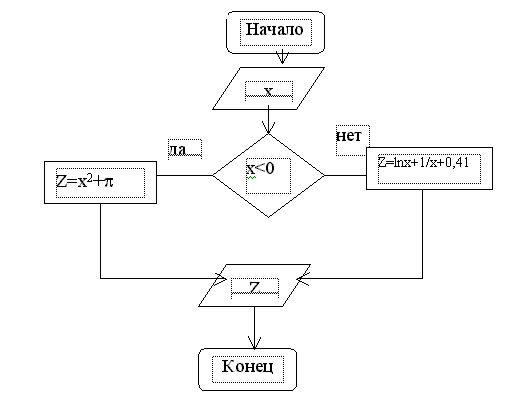 Начало
x
да
нет
x<0
Z=x²+π
Z=lnx+1/x+0,41
Z
Конец